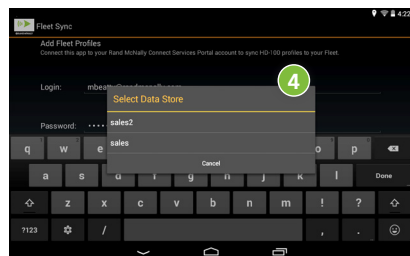 4:22
Fleet Sync
Add Fleet Profiles
Connect this app to your Rand McNally Connect Services Portal account to sync HD-100 profiles to your Fleet.
4
Login:
Select Data Store
sales2
Password: ••••
sales
q w e o p
Cancel
a s d f g h j k l Done
z x c v b n m ! ?
?123 / , .